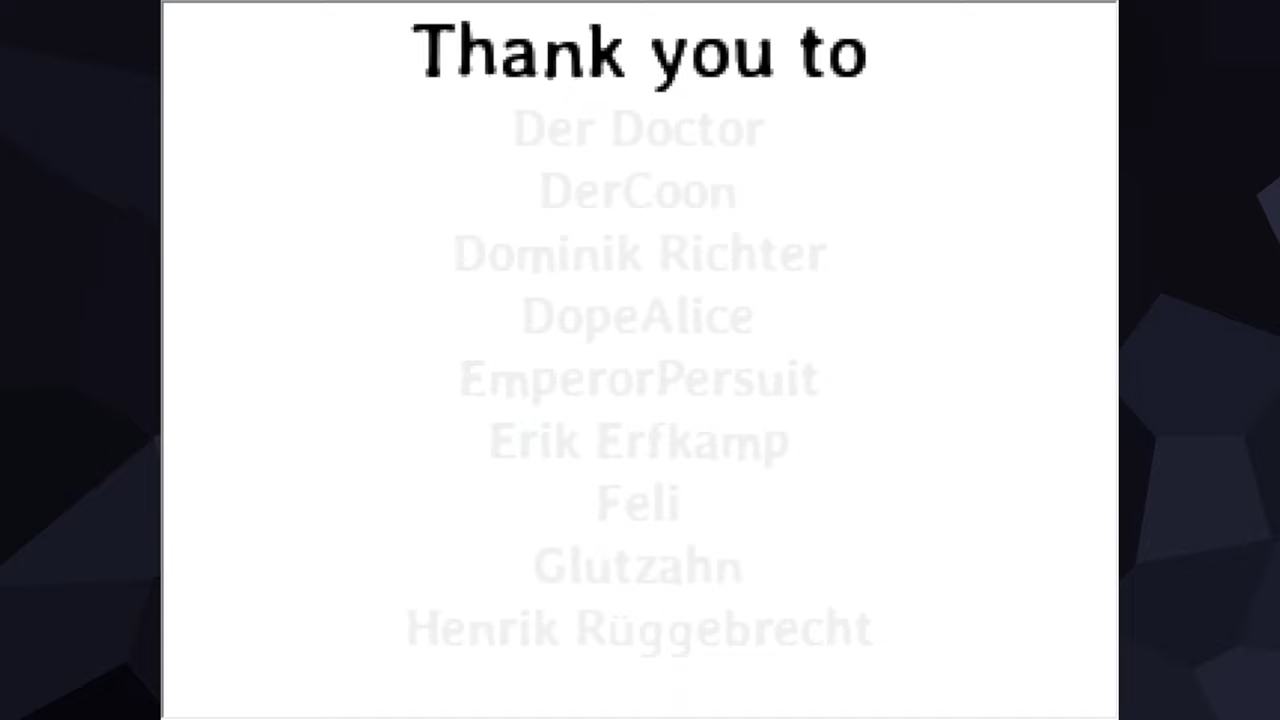 Thank you to
Der Doctor
DerCoon
Dominik Richter
DopeAlice
EmperorPersuit
Erik Erfkamp
Feli
Glutzahn
Henrik Rüggebrecht